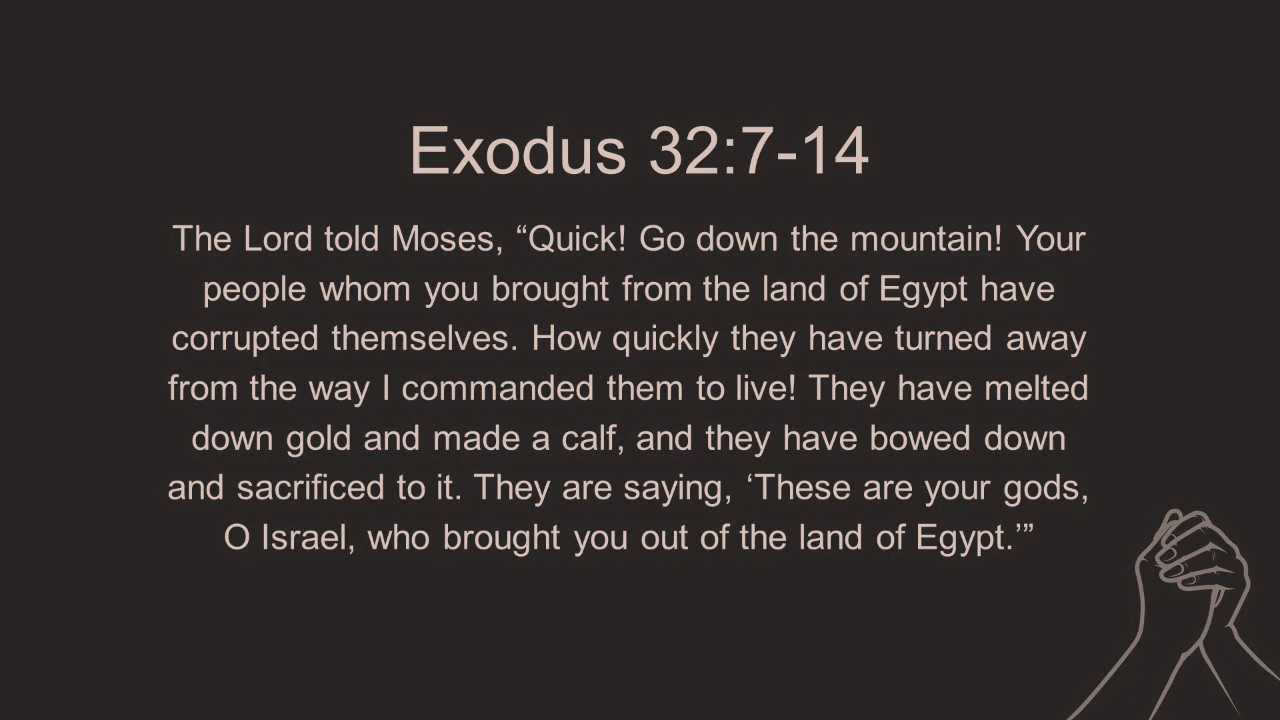 Exodus 32:7-14
The Lord told Moses, “Quick! Go down the mountain! Your
people whom you brought from the land of Egypt have
corrupted themselves. How quickly they have turned away
from the way I commanded them to live! They have melted
down gold and made a calf, and they have bowed down
and sacrificed to it. They are saying, ‘These are your gods,
O Israel, who brought you out of the land of Egypt.’”